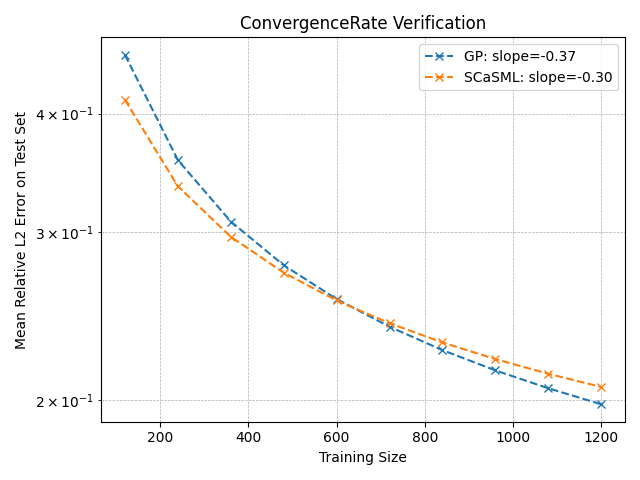 ConvergenceRate Verification
GP: slope=-0.37
SCaSML: slope=-0.30
Mean Relative L2 Error on Test Set
4 × 10⁻¹
3 × 10⁻¹
2 × 10⁻¹
200 400 600 800 1000 1200
Training Size